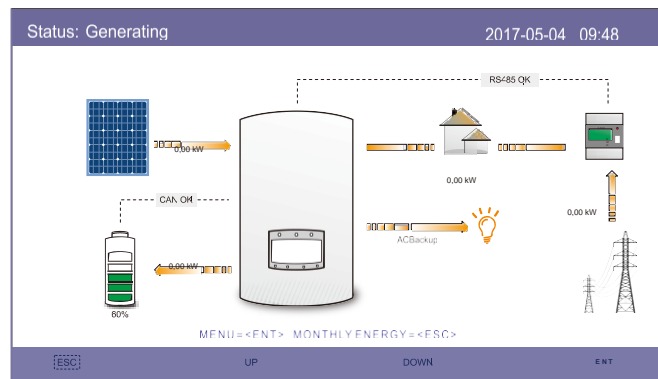 Status: Generating
2017-05-04 09:48
RS485 OK
0,00 kW
CAN OK
0,00 kW
0,00 kW
ACBackup
0,00 kW
60%
MENU=<ENT> MONTHLY ENERGY=<ESC>
ESC
UP
DOWN
ENT